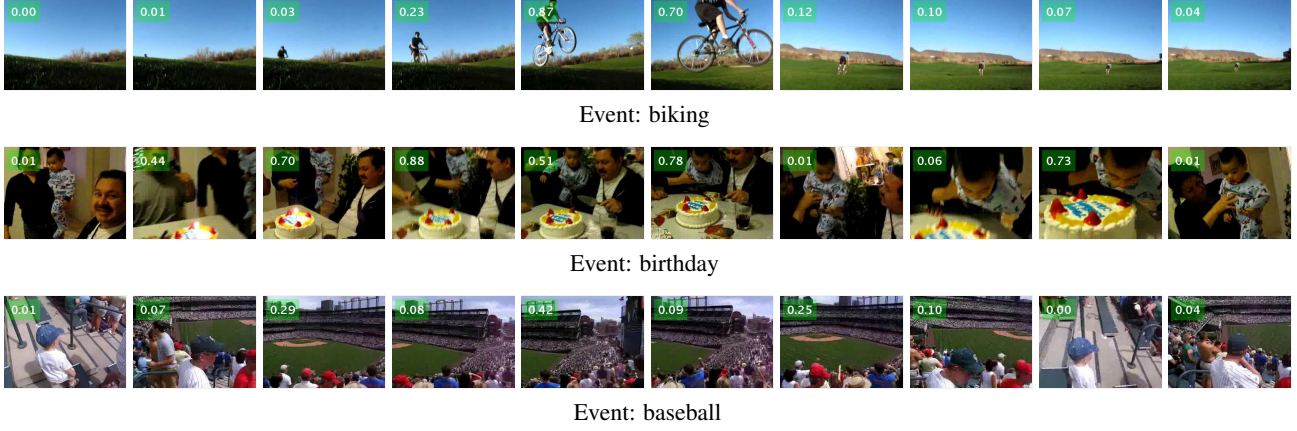 0.00 0.01 0.03 0.23 0.87 0.70 0.12 0.10 0.07 0.04
Event: biking
0.01 0.44 0.70 0.88 0.51 0.78 0.01 0.06 0.73 0.01
Event: birthday
0.01 0.07 0.29 0.08 0.42 0.09 0.25 0.10 0.00 0.04
Event: baseball